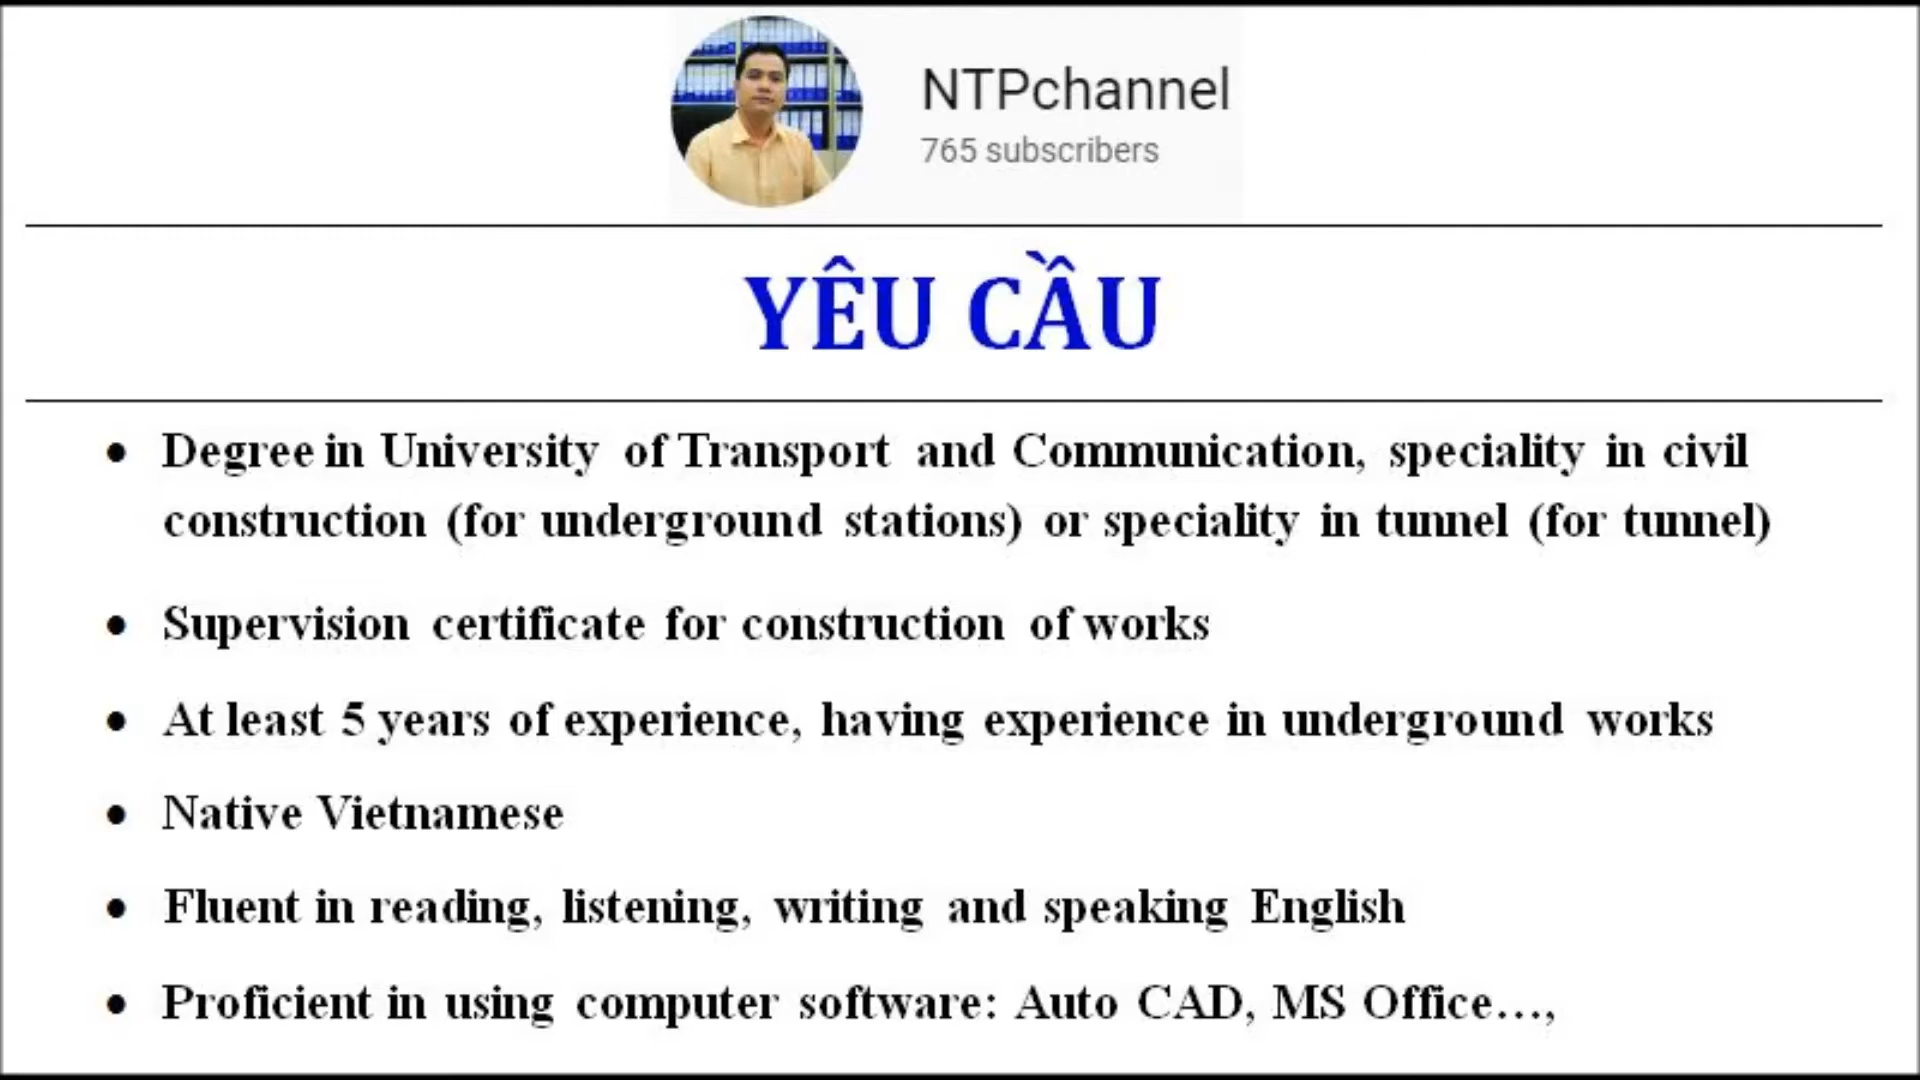 NTPchannel
765 subscribers
YÊU CẦU
• Degree in University of Transport and Communication, speciality in civil
construction (for underground stations) or speciality in tunnel (for tunnel)
• Supervision certificate for construction of works
• At least 5 years of experience, having experience in underground works
• Native Vietnamese
• Fluent in reading, listening, writing and speaking English
• Proficient in using computer software: Auto CAD, MS Office…,